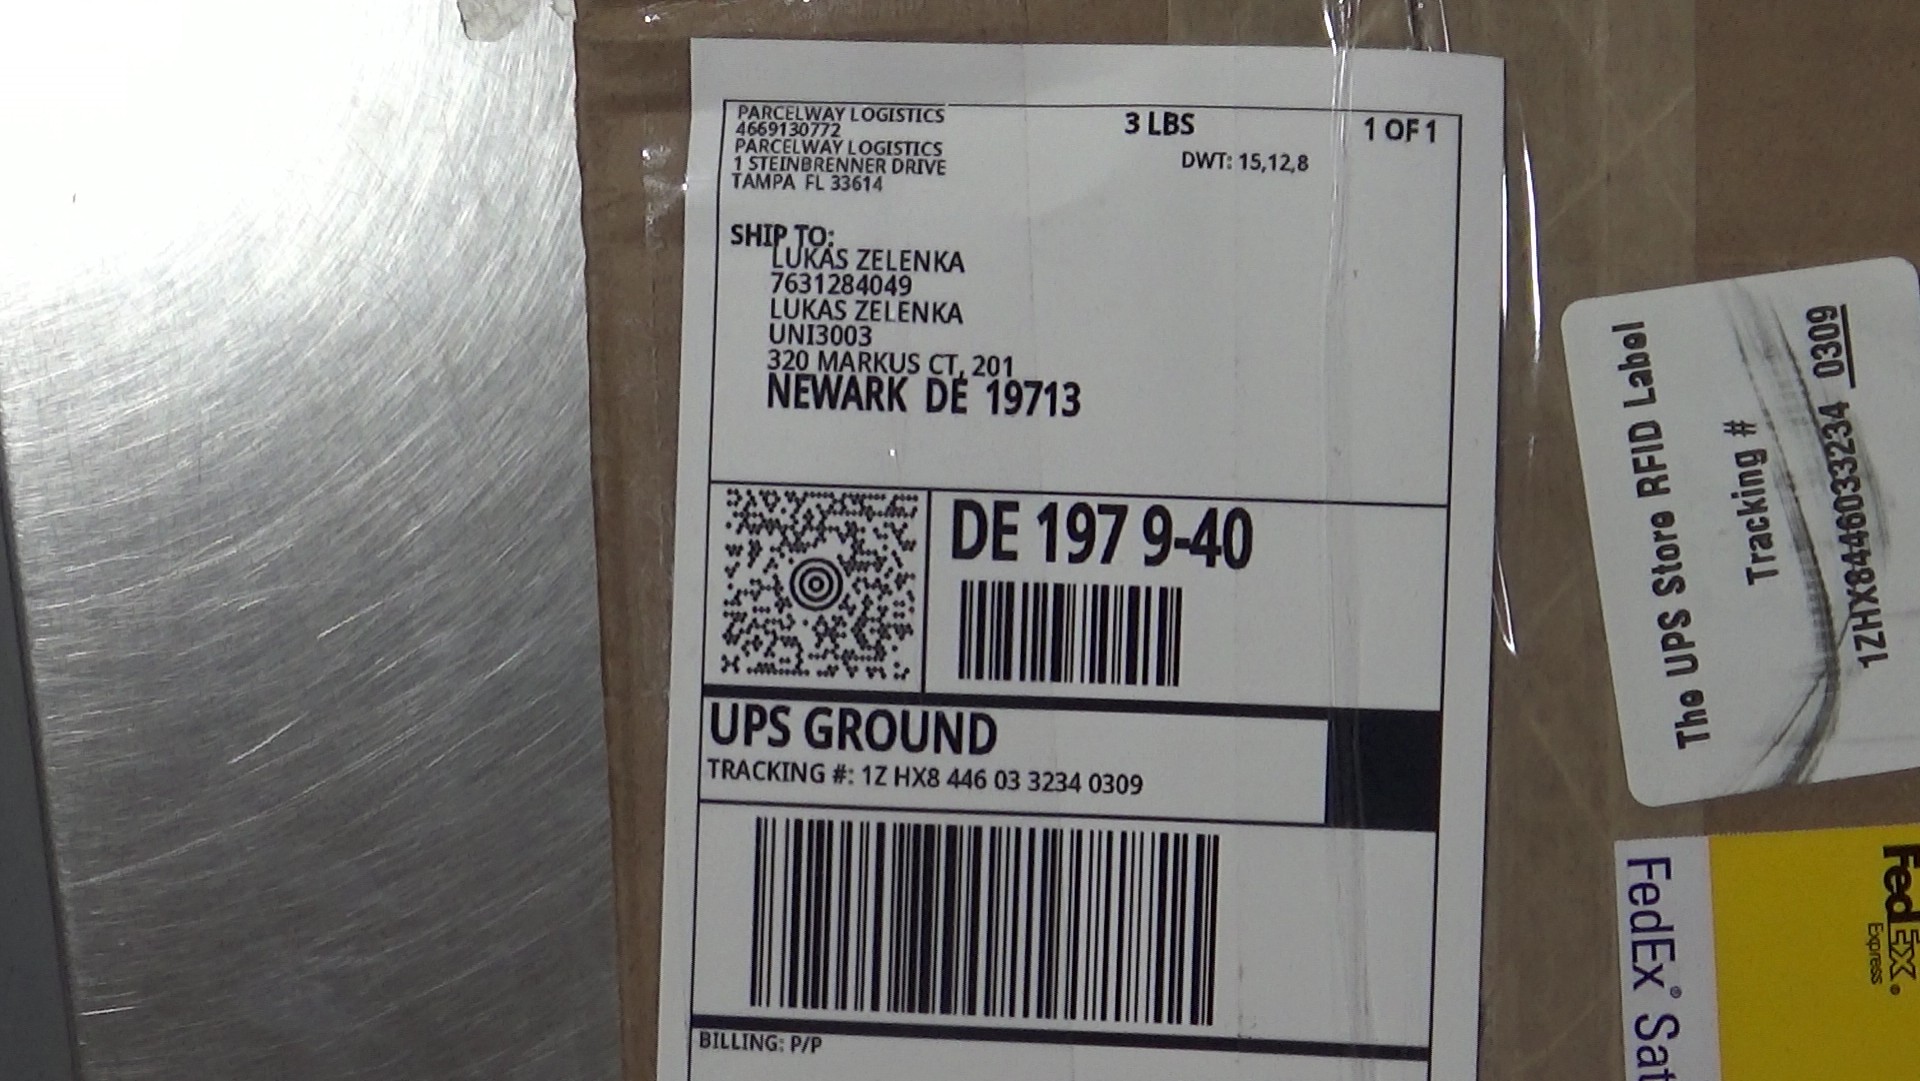 PARCELWAY LOGISTICS
4669130772
PARCELWAY LOGISTICS
1 STEINBRENNER DRIVE
TAMPA FL 33614
3 LBS
1 OF 1
DWT: 15,12,8
SHIP TO:
LUKAS ZELENKA
7631284049
LUKAS ZELENKA
UNI3003
320 MARKUS CT, 201
NEWARK DE 19713
DE 197 9-40
UPS GROUND
TRACKING #: 1Z HX8 446 03 3234 0309
BILLING: P/P
The UPS Store RFID Label
Tracking #
1ZHX8446033234 0309
FedEx® Sat
FedEx®
Express